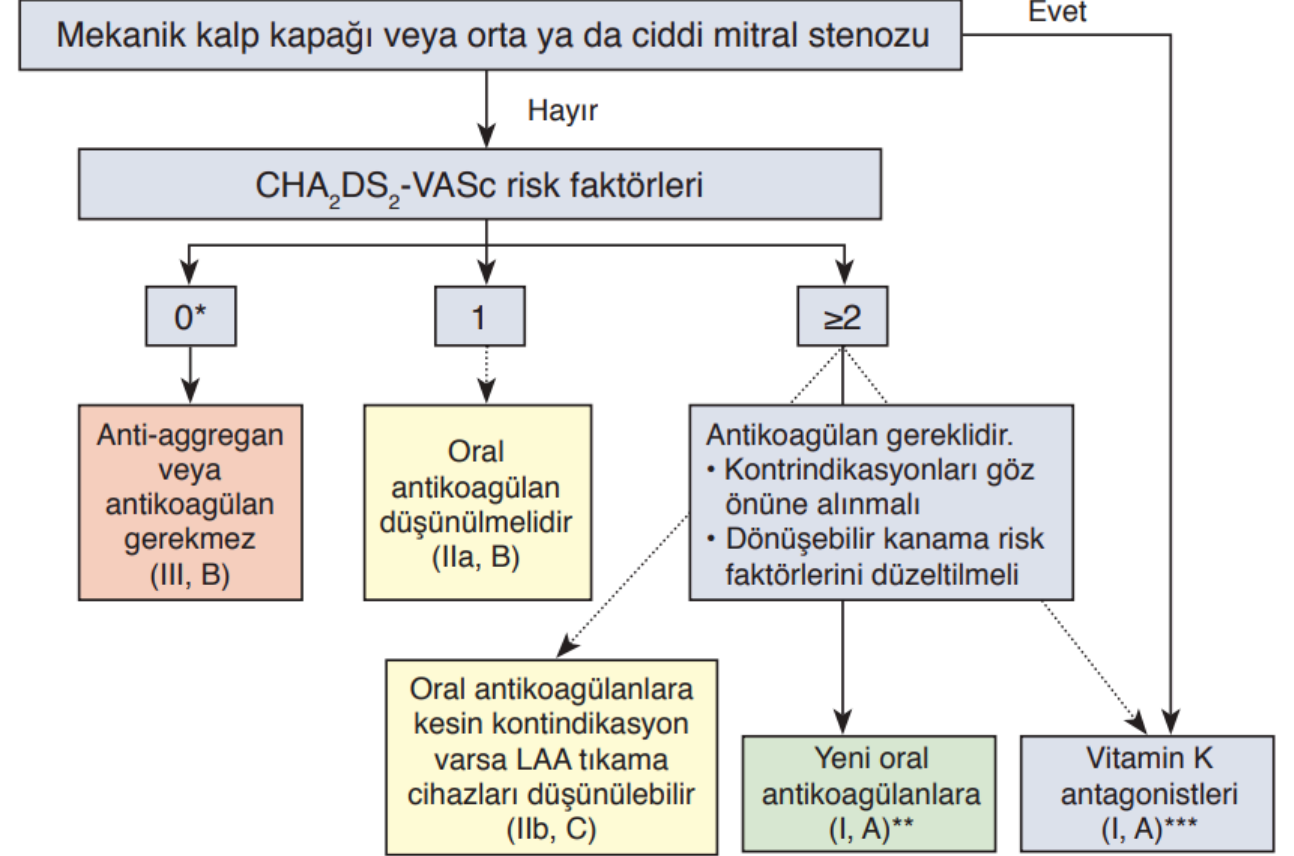 Evet
Mekanik kalp kapağı veya orta ya da ciddi mitral stenozu
Hayır
CHA₂DS₂-VASc risk faktörleri
0*
1
≥2
Anti-aggregan
veya
antikoagülan
gerekmez
(III, B)
Oral
antikoagülan
düşünülmelidir
(IIa, B)
Antikoagülan gereklidir.
• Kontrindikasyonları göz
önüne alınmalı
• Dönüşebilir kanama risk
faktörlerini düzeltilmeli
Oral antikoagülanlara
kesin kontindikasyon
varsa LAA tıkama
cihazları düşünülebilir
(IIb, C)
Yeni oral
antikoagülanlara
(I, A)**
Vitamin K
antagonistleri
(I, A)***